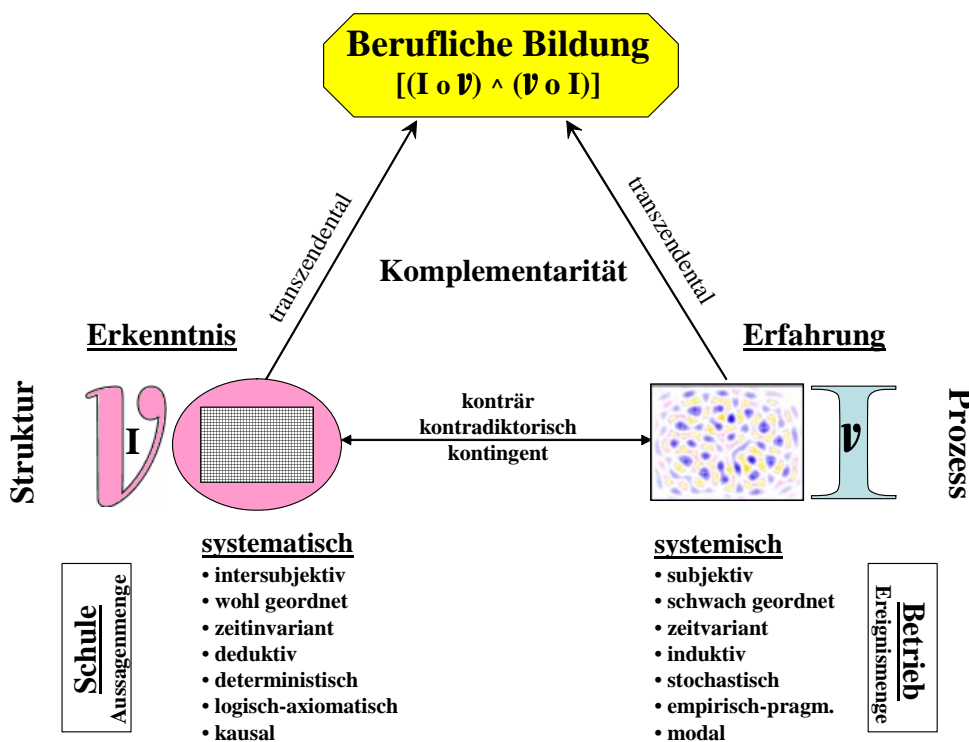 Berufliche Bildung
[(I o v) ^ (v o I)]
transzendental
transzendental
Komplementarität
Erkenntnis
Erfahrung
Struktur
v
I
konträr
kontradiktorisch
kontingent
I
v
Prozess
systematisch
• intersubjektiv
• wohl geordnet
• zeitinvariant
• deduktiv
• deterministisch
• logisch-axiomatisch
• kausal
systemisch
• subjektiv
• schwach geordnet
• zeitvariant
• induktiv
• stochastisch
• empirisch-pragm.
• modal
Schule
Aussagenmenge
Betrieb
Ereignismenge